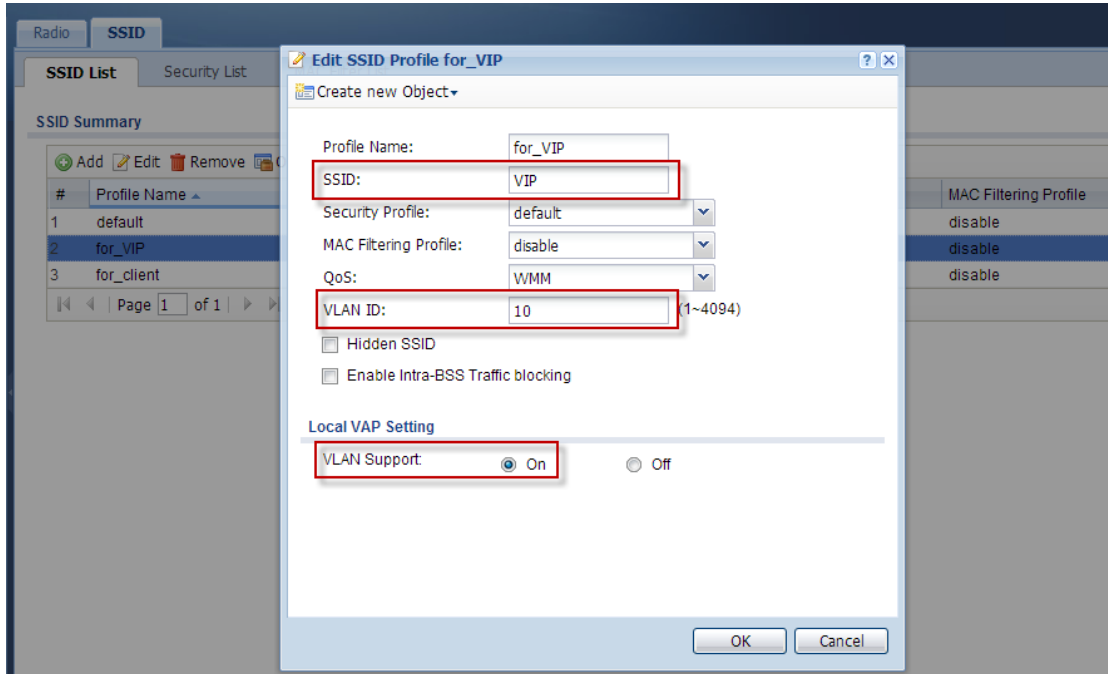 Radio SSID
SSID List Security List
SSID Summary
Add Edit Remove
# Profile Name MAC Filtering Profile
1 default disable
2 for_VIP disable
3 for_client disable
Page 1 of 1
Edit SSID Profile for_VIP
Create new Object
Profile Name: for_VIP
SSID: VIP
Security Profile: default
MAC Filtering Profile: disable
QoS: WMM
VLAN ID: 10 (1~4094)
Hidden SSID
Enable Intra-BSS Traffic blocking
Local VAP Setting
VLAN Support: On Off
OK Cancel